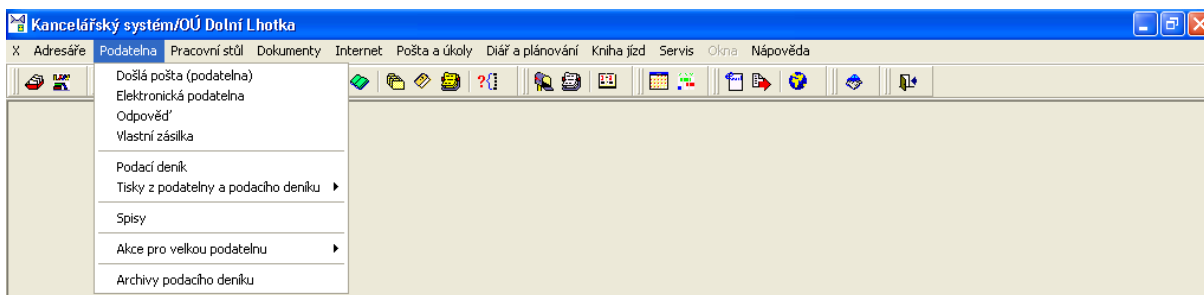 Kancelářský systém/OÚ Dolní Lhotka
X Adresáře Podatelna Pracovní stůl Dokumenty Internet Pošta a úkoly Diář a plánování Kniha jízd Servis Okna Nápověda
Došlá pošta (podatelna)
Elektronická podatelna
Odpověď
Vlastní zásilka
Podací deník
Tisky z podatelny a podacího deníku
Spisy
Akce pro velkou podatelnu
Archivy podacího deníku